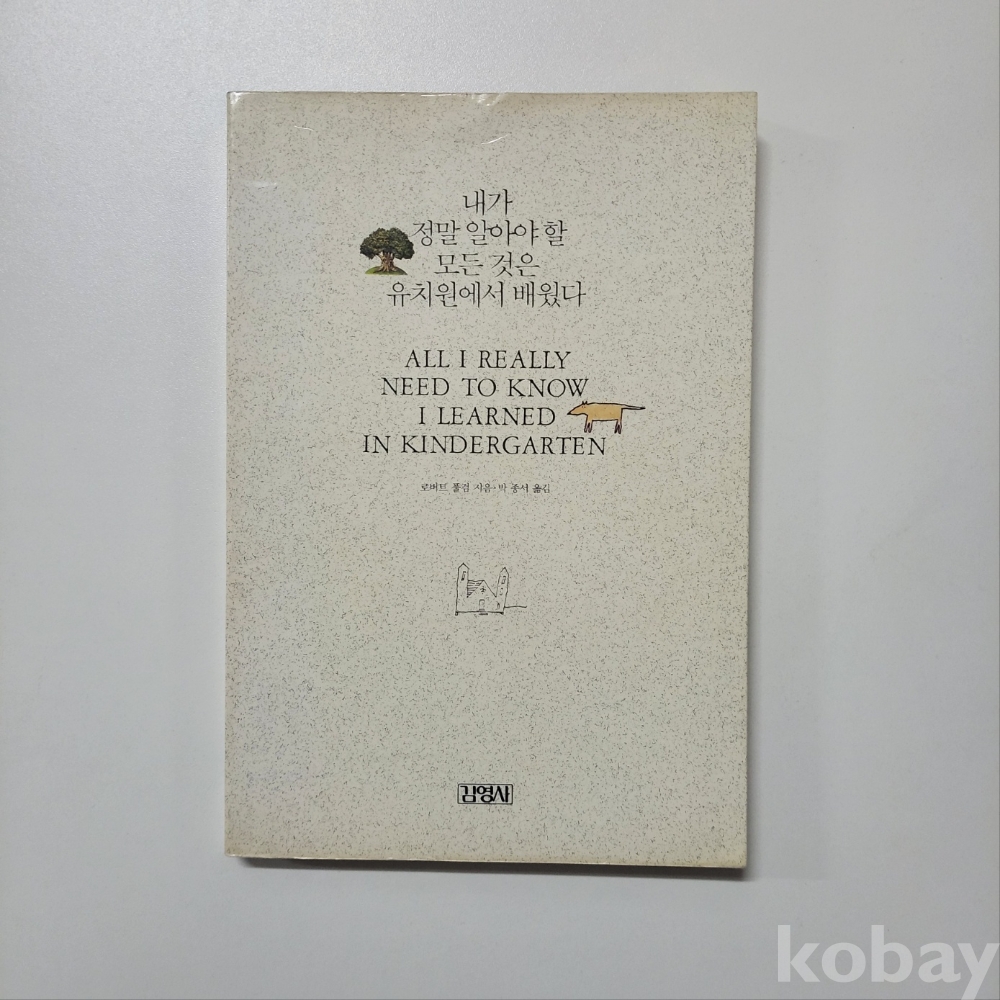 내가
정말 알아야 할
모든 것은
유치원에서 배웠다
ALL I REALLY
NEED TO KNOW
I LEARNED
IN KINDERGARTEN
로버트 풀검 지음·박 종서 옮김
김영사
kobay